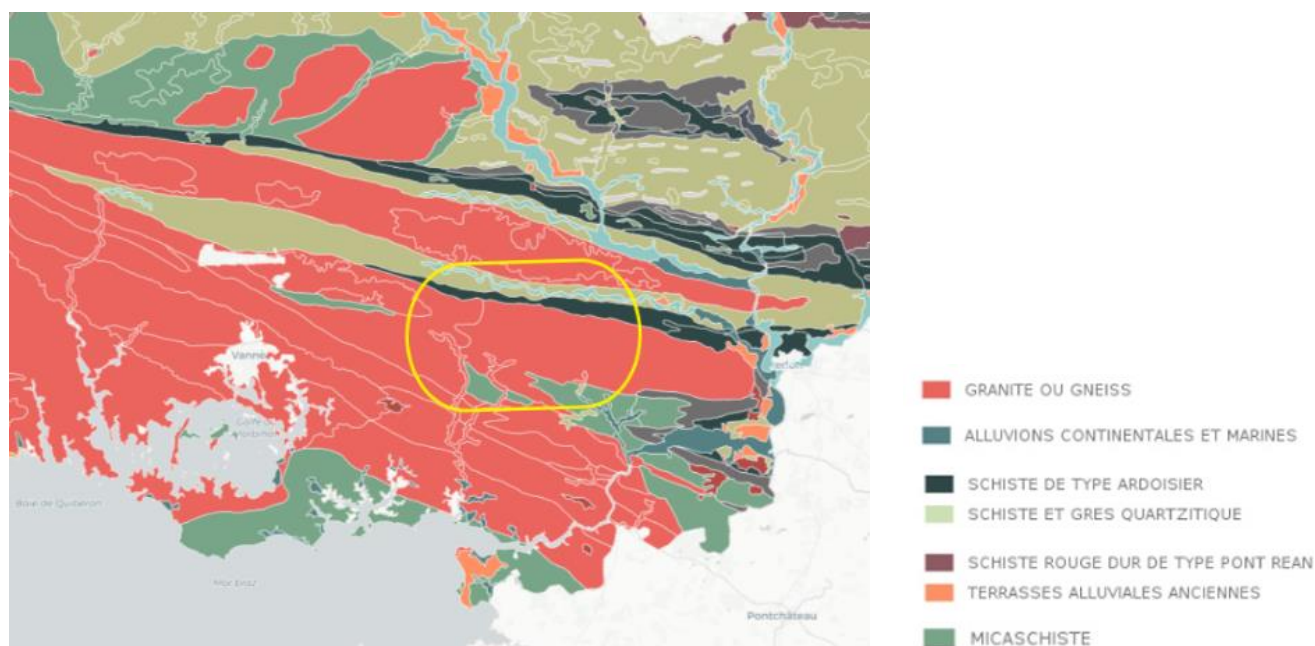 Vannes
Golfe du
Morbihan
Baie de Quiberon
Mor Braz
Redon
Pontchâteau
GRANITE OU GNEISS
ALLUVIONS CONTINENTALES ET MARINES
SCHISTE DE TYPE ARDOISIER
SCHISTE ET GRES QUARTZITIQUE
SCHISTE ROUGE DUR DE TYPE PONT REAN
TERRASSES ALLUVIALES ANCIENNES
MICASCHISTE